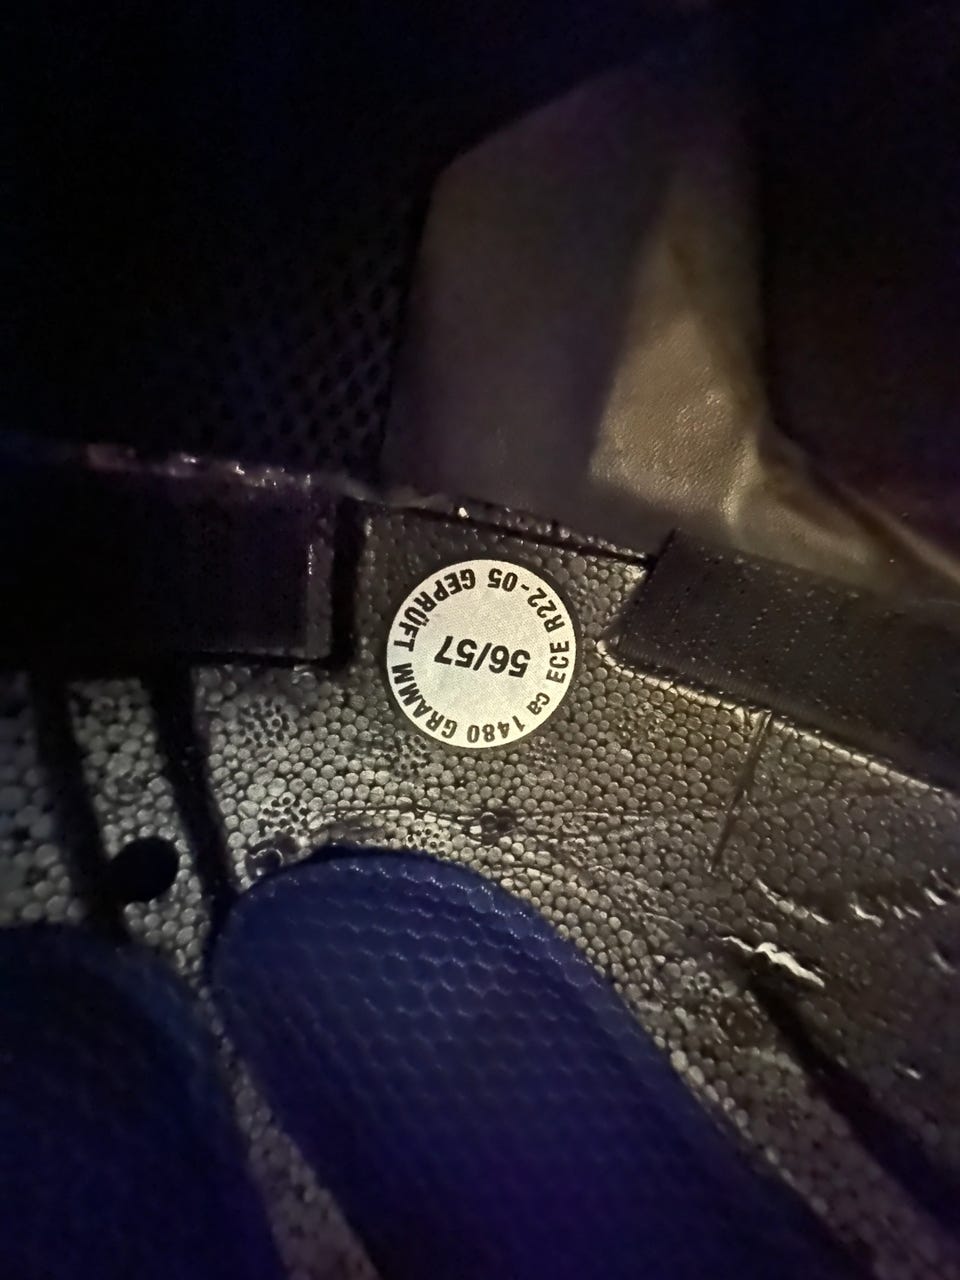 ECE R22-05 GEPRÜFT
56/57
ca 1480 GRAMM